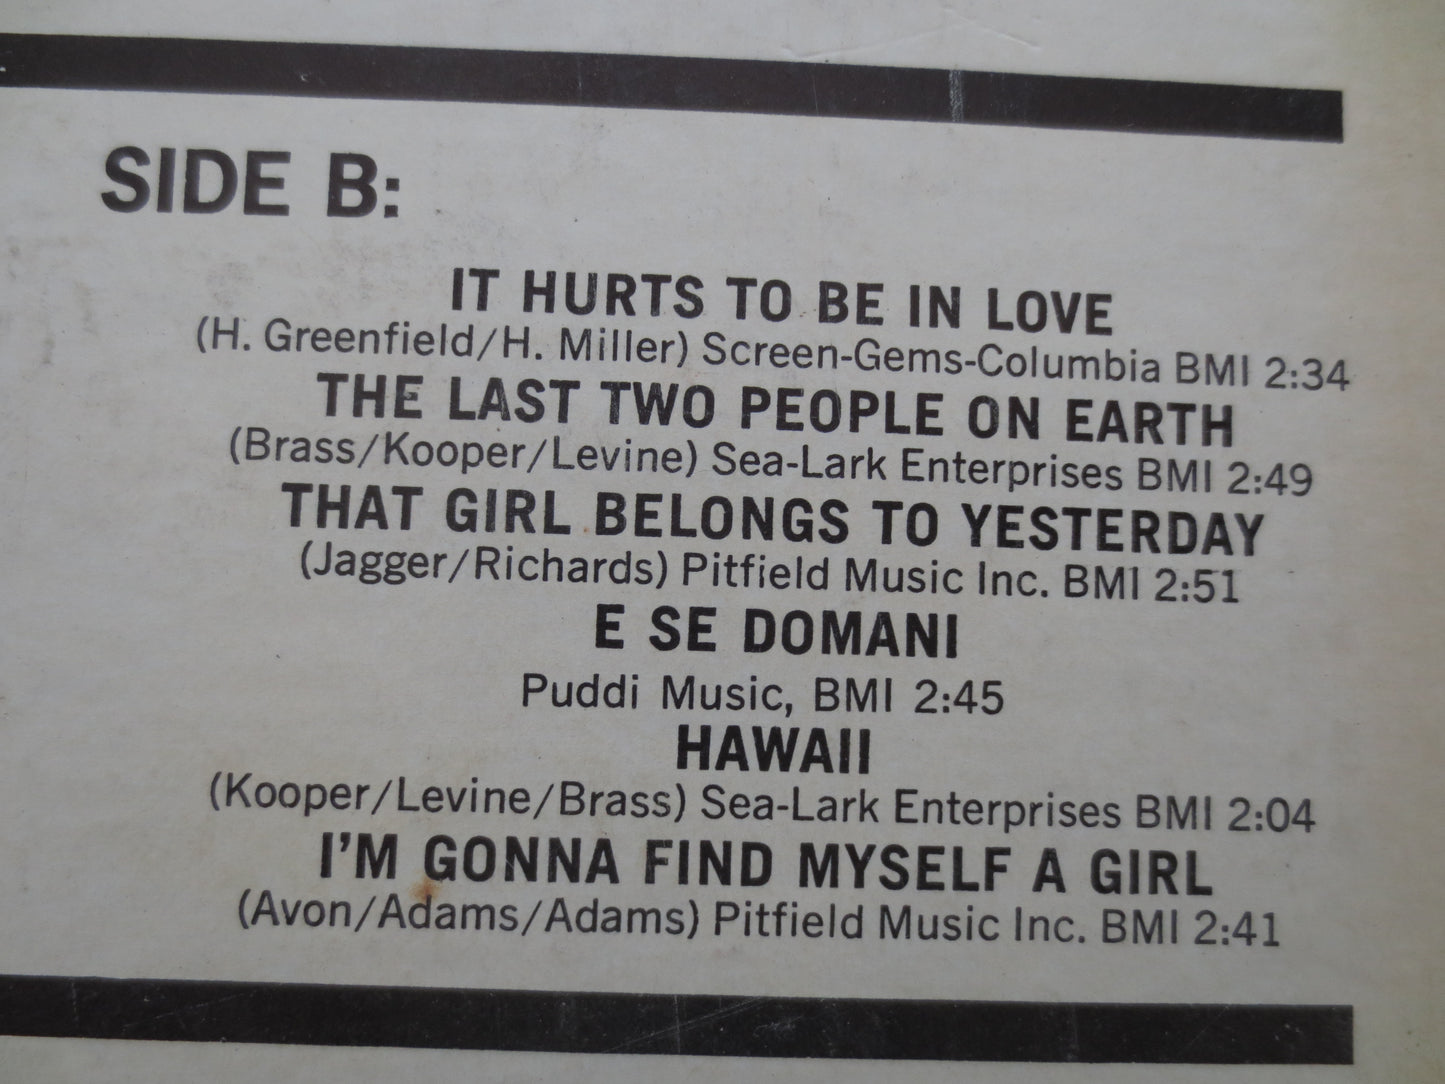 SIDE B:
IT HURTS TO BE IN LOVE
(H. Greenfield/H. Miller) Screen-Gems-Columbia BMI 2:34
THE LAST TWO PEOPLE ON EARTH
(Brass/Kooper/Levine) Sea-Lark Enterprises BMI 2:49
THAT GIRL BELONGS TO YESTERDAY
(Jagger/Richards) Pitfield Music Inc. BMI 2:51
E SE DOMANI
Puddi Music, BMI 2:45
HAWAII
(Kooper/Levine/Brass) Sea-Lark Enterprises BMI 2:04
I'M GONNA FIND MYSELF A GIRL
(Avon/Adams/Adams) Pitfield Music Inc. BMI 2:41